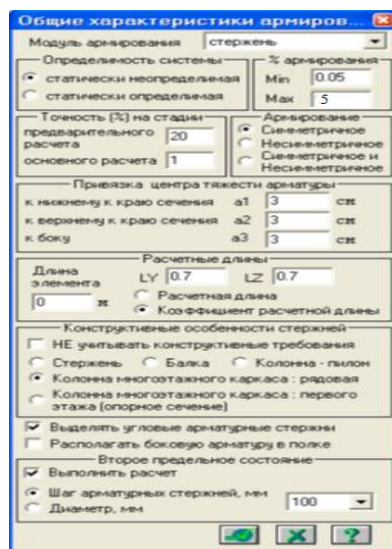 Общие характеристики армиров...
Модуль армирования стержень
Определимость системы
% армирования
статически неопределимая
Min 0.05
статически определимая
Max 5
Точность (%) на стадии
Армирование
предварительного расчета 20
Симметричное
Несимметричное
основного расчета 1
Симметричное и Несимметричное
Привязка центра тяжести арматуры
к нижнему к краю сечения a1 3 см
к верхнему к краю сечения a2 3 см
к боку a3 3 см
Расчетные длины
Длина элемента
LY 0.7 LZ 0.7
0 м
Расчетная длина
Коэффициент расчетной длины
Конструктивные особенности стержней
НЕ учитывать конструктивные требования
Стержень Балка Колонна - пилон
Колонна многоэтажного каркаса : рядовая
Колонна многоэтажного каркаса : первого
этажа (опорное сечение)
Выделять угловые арматурные стержни
Располагать боковую арматуру в полке
Второе предельное состояние
Выполнить расчет
Шаг арматурных стержней, мм 100
Диаметр, мм
?